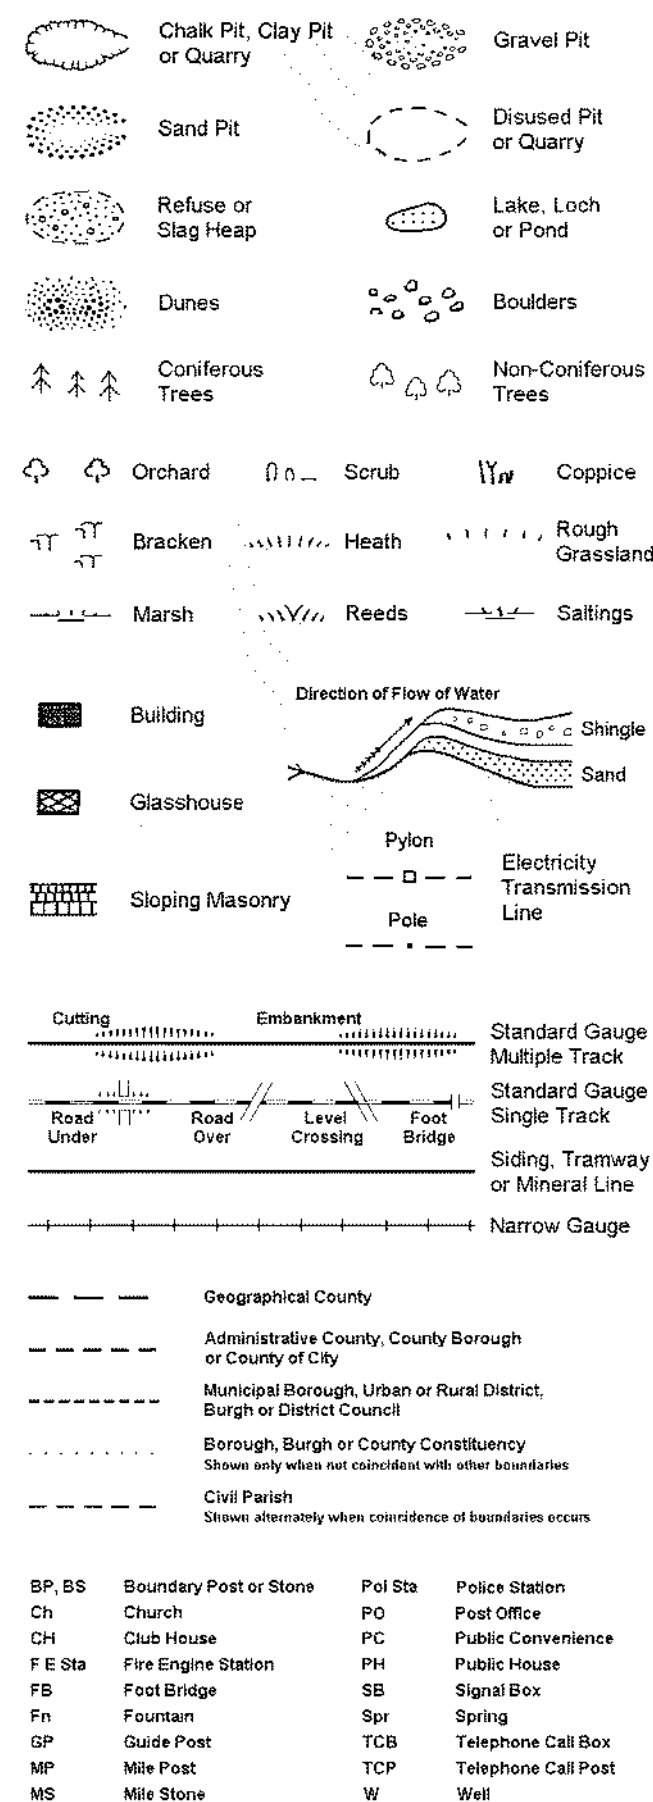 Chalk Pit, Clay Pit
or Quarry
Gravel Pit
Sand Pit
Disused Pit
or Quarry
Refuse or
Slag Heap
Lake, Loch
or Pond
Dunes
Boulders
Coniferous
Trees
Non-Coniferous
Trees
Orchard
Scrub
Coppice
Bracken
Heath
Rough
Grassland
Marsh
Reeds
Saltings
Building
Direction of Flow of Water
Shingle
Sand
Glasshouse
Pylon
Electricity
Transmission
Line
Sloping Masonry
Pole
Cutting
Embankment
Standard Gauge
Multiple Track
Standard Gauge
Single Track
Road
Under
Road
Over
Level
Crossing
Foot
Bridge
Siding, Tramway
or Mineral Line
Narrow Gauge
Geographical County
Administrative County, County Borough
or County of City
Municipal Borough, Urban or Rural District,
Burgh or District Council
Borough, Burgh or County Constituency
Shown only when not coincident with other boundaries
Civil Parish
Shown alternately when coincidence of boundaries occurs
BP, BS Boundary Post or Stone Pol Sta Police Station
Ch Church PO Post Office
CH Club House PC Public Convenience
F E Sta Fire Engine Station PH Public House
FB Foot Bridge SB Signal Box
Fn Fountain Spr Spring
GP Guide Post TCB Telephone Call Box
MP Mile Post TCP Telephone Call Post
MS Mile Stone W Well